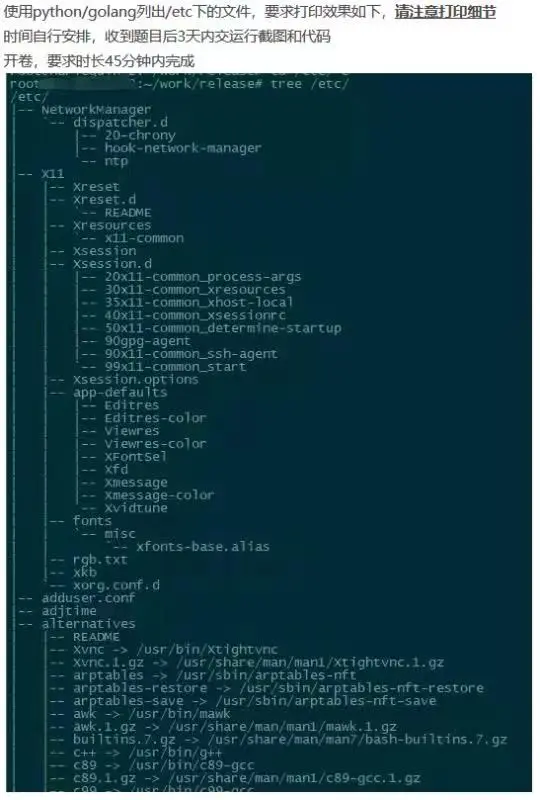 使用python/golang列出/etc下的文件，要求打印效果如下，请注意打印细节
时间自行安排，收到题目后3天内交运行截图和代码
开卷，要求时长45分钟内完成
:~/work/release# tree /etc/
/etc/
|-- NetworkManager
|   `-- dispatcher.d
|       |-- 20-chrony
|       |-- hook-network-manager
|       `-- ntp
|-- X11
|   |-- Xreset
|   |-- Xreset.d
|   |   `-- README
|   |-- Xresources
|   |   `-- x11-common
|   |-- Xsession
|   |-- Xsession.d
|   |   |-- 20x11-common_process-args
|   |   |-- 30x11-common_xresources
|   |   |-- 35x11-common_xhost-local
|   |   |-- 40x11-common_xsessionrc
|   |   |-- 50x11-common_determine-startup
|   |   |-- 90gpg-agent
|   |   |-- 90x11-common_ssh-agent
|   |   `-- 99x11-common_start
|   |-- Xsession.options
|   |-- app-defaults
|   |   |-- Editres
|   |   |-- Editres-color
|   |   |-- Viewres
|   |   |-- Viewres-color
|   |   |-- XFontSel
|   |   |-- Xfd
|   |   |-- Xmessage
|   |   |-- Xmessage-color
|   |   `-- Xvidtune
|   |-- fonts
|   |   `-- misc
|   |       `-- xfonts-base.alias
|   |-- rgb.txt
|   |-- xkb
|   `-- xorg.conf.d
|-- adduser.conf
|-- adjtime
|-- alternatives
|   |-- README
|   |-- Xvnc -> /usr/bin/Xtightvnc
|   |-- Xvnc.1.gz -> /usr/share/man/man1/Xtightvnc.1.gz
|   |-- arptables -> /usr/sbin/arptables-nft
|   |-- arptables-restore -> /usr/sbin/arptables-nft-restore
|   |-- arptables-save -> /usr/sbin/arptables-nft-save
|   |-- awk -> /usr/bin/mawk
|   |-- awk.1.gz -> /usr/share/man/man1/mawk.1.gz
|   |-- builtins.7.gz -> /usr/share/man/man7/bash-builtins.7.gz
|   |-- c++ -> /usr/bin/g++
|   |-- c89 -> /usr/bin/c89-gcc
|   |-- c89.1.gz -> /usr/share/man/man1/c89-gcc.1.gz
|   |-- c99 -> /usr/bin/c99-gcc